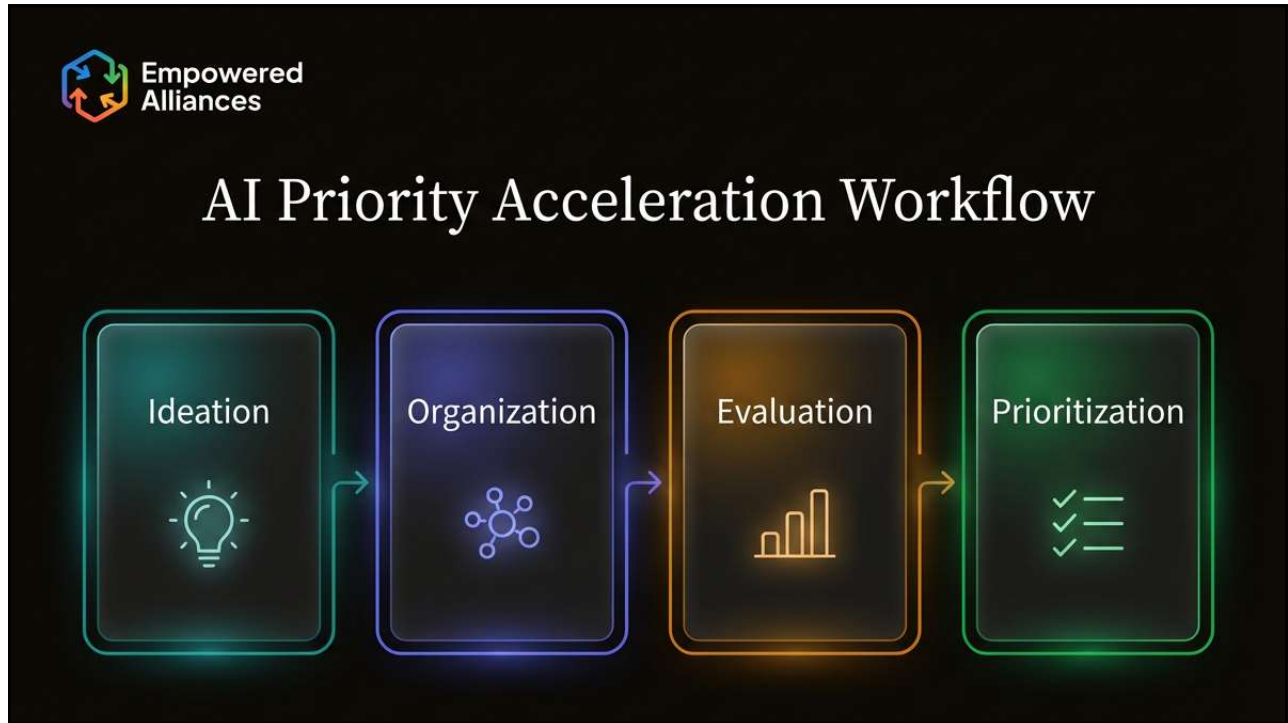 Empowered
Alliances
AI Priority Acceleration Workflow
Ideation
Organization
Evaluation
Prioritization